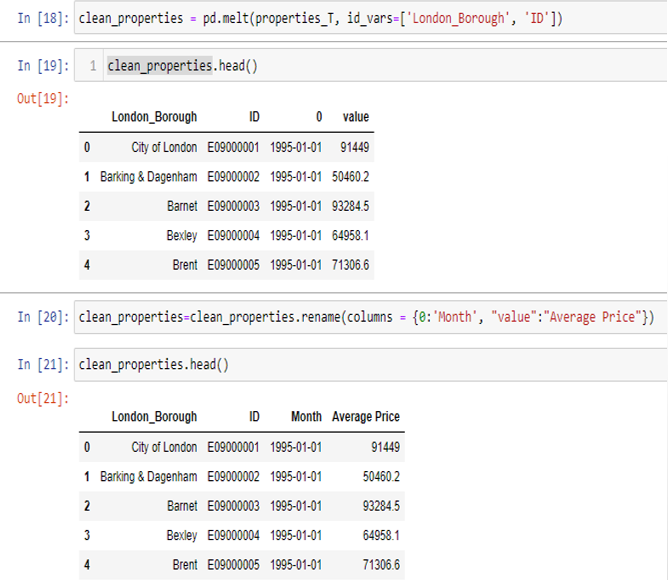 In [18]: clean_properties = pd.melt(properties_T, id_vars=['London_Borough', 'ID'])
In [19]: 1 clean_properties.head()
Out[19]:
London_Borough ID 0 value
0 City of London E09000001 1995-01-01 91449
1 Barking & Dagenham E09000002 1995-01-01 50460.2
2 Barnet E09000003 1995-01-01 93284.5
3 Bexley E09000004 1995-01-01 64958.1
4 Brent E09000005 1995-01-01 71306.6
In [20]: clean_properties=clean_properties.rename(columns = {0:'Month', "value":"Average Price"})
In [21]: clean_properties.head()
Out[21]:
London_Borough ID Month Average Price
0 City of London E09000001 1995-01-01 91449
1 Barking & Dagenham E09000002 1995-01-01 50460.2
2 Barnet E09000003 1995-01-01 93284.5
3 Bexley E09000004 1995-01-01 64958.1
4 Brent E09000005 1995-01-01 71306.6